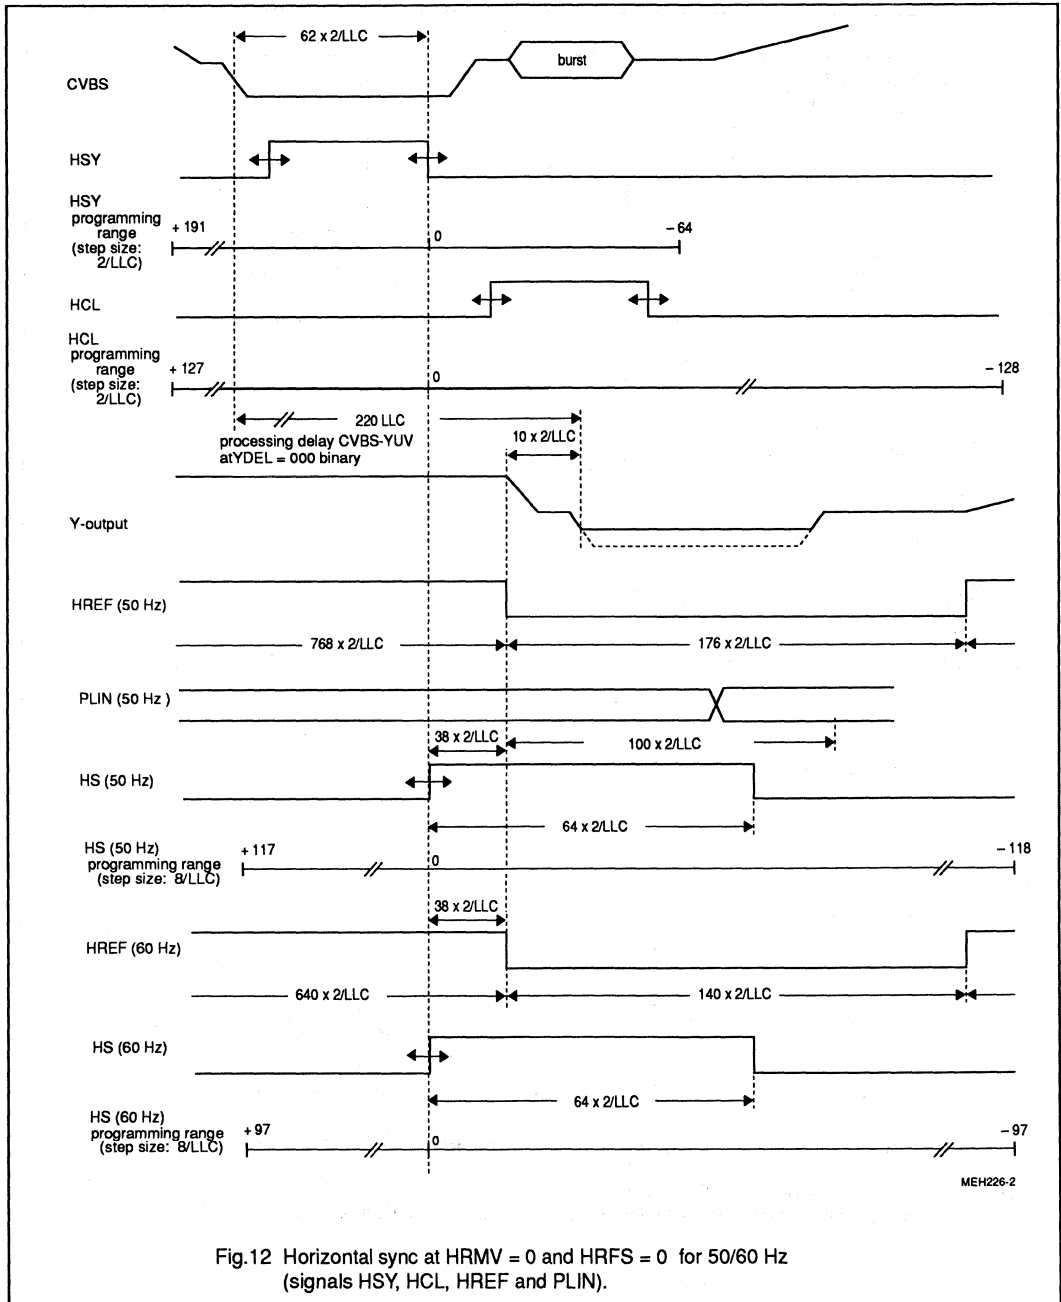 62 x 2/LLC
burst
CVBS
HSY
HSY
programming
range
(step size:
2/LLC)
+ 191
0
– 64
HCL
HCL
programming
range
(step size:
2/LLC)
+ 127
0
– 128
220 LLC
processing delay CVBS-YUV
atYDEL = 000 binary
10 x 2/LLC
Y-output
HREF (50 Hz)
768 x 2/LLC
176 x 2/LLC
PLIN (50 Hz )
38 x 2/LLC
100 x 2/LLC
HS (50 Hz)
64 x 2/LLC
HS (50 Hz)
programming range
(step size: 8/LLC)
+ 117
0
– 118
38 x 2/LLC
HREF (60 Hz)
640 x 2/LLC
140 x 2/LLC
HS (60 Hz)
64 x 2/LLC
HS (60 Hz)
programming range
(step size: 8/LLC)
+ 97
0
– 97
MEH226-2
Fig.12 Horizontal sync at HRMV = 0 and HRFS = 0 for 50/60 Hz
(signals HSY, HCL, HREF and PLIN).